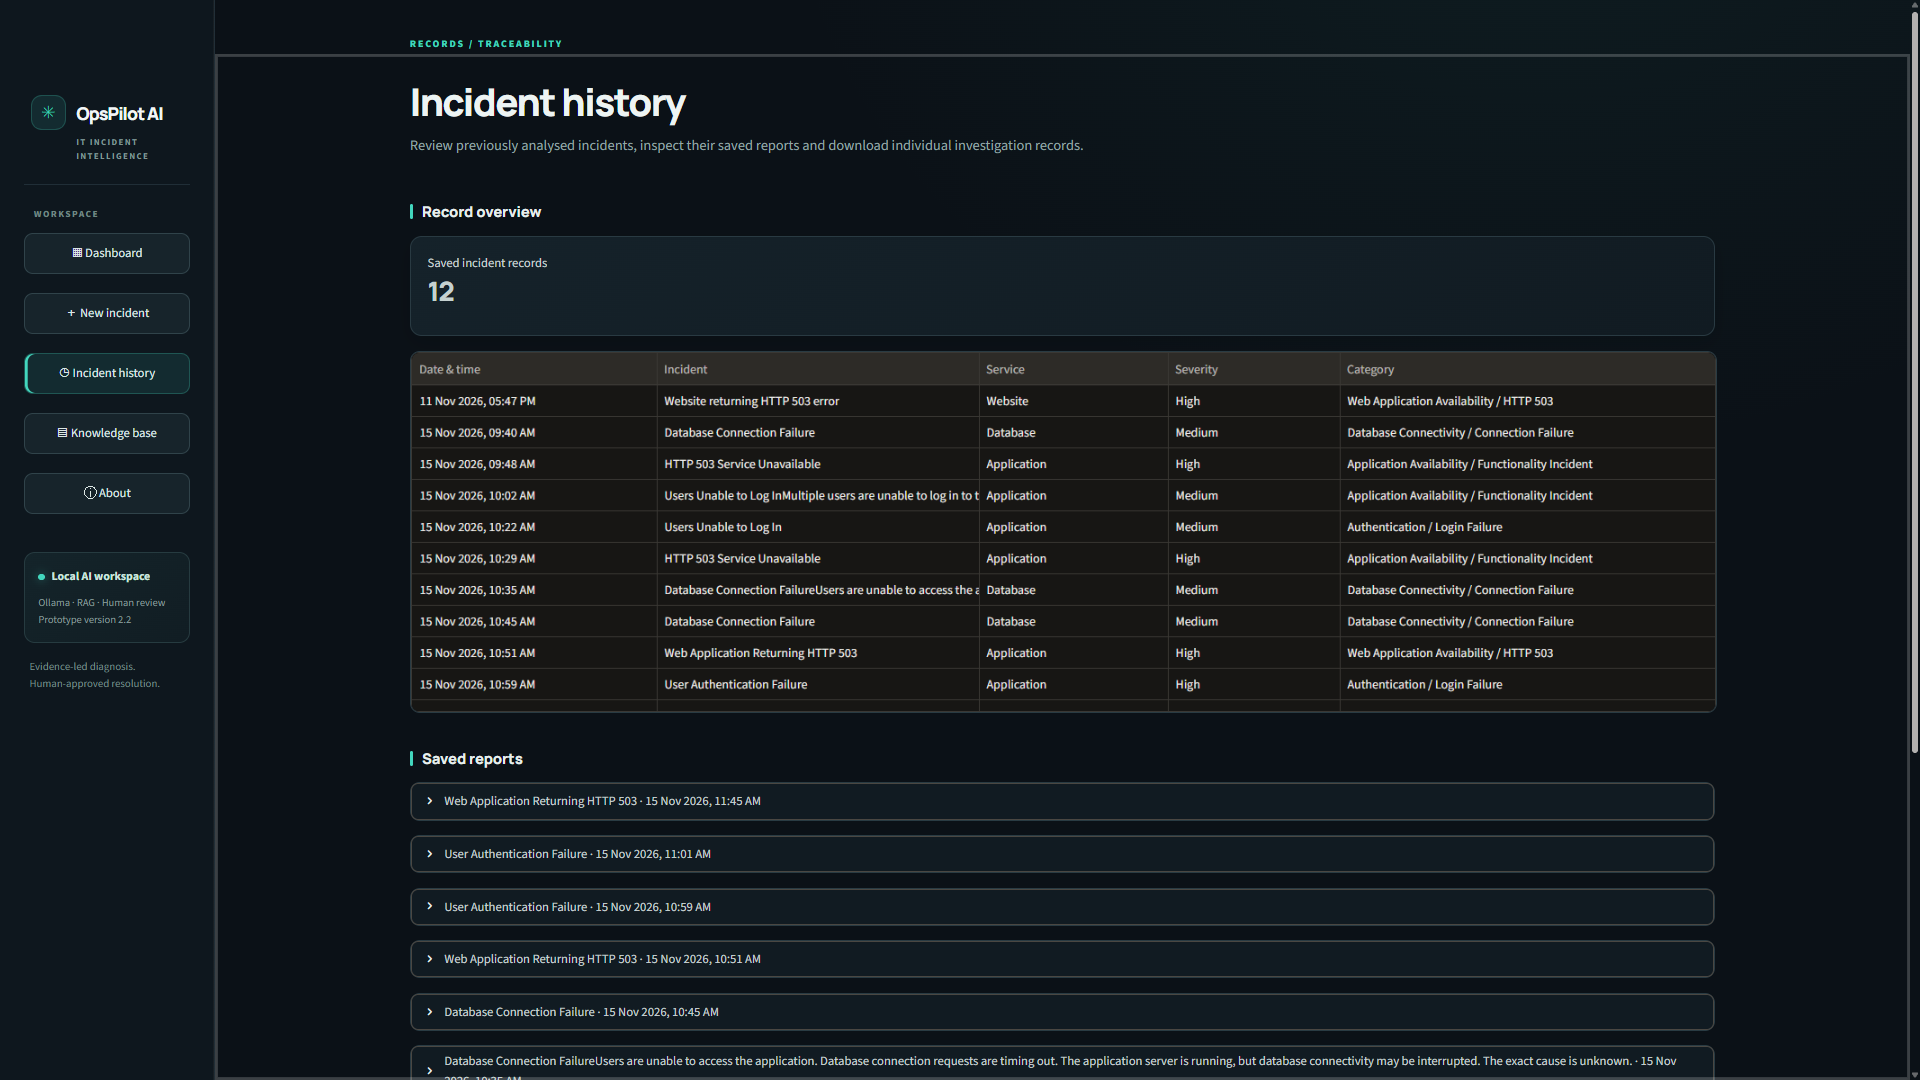 RECORDS / TRACEABILITY
OpsPilot AI
IT INCIDENT
INTELLIGENCE
WORKSPACE
Dashboard
+ New incident
Incident history
Knowledge base
About
Local AI workspace
Ollama · RAG · Human review
Prototype version 2.2
Evidence-led diagnosis.
Human-approved resolution.
Incident history
Review previously analysed incidents, inspect their saved reports and download individual investigation records.
Record overview
Saved incident records
12
Date & time Incident Service Severity Category
11 Nov 2026, 05:47 PM Website returning HTTP 503 error Website High Web Application Availability / HTTP 503
15 Nov 2026, 09:40 AM Database Connection Failure Database Medium Database Connectivity / Connection Failure
15 Nov 2026, 09:48 AM HTTP 503 Service Unavailable Application High Application Availability / Functionality Incident
15 Nov 2026, 10:02 AM Users Unable to Log InMultiple users are unable to log in to t Application Medium Application Availability / Functionality Incident
15 Nov 2026, 10:22 AM Users Unable to Log In Application Medium Authentication / Login Failure
15 Nov 2026, 10:29 AM HTTP 503 Service Unavailable Application High Application Availability / Functionality Incident
15 Nov 2026, 10:35 AM Database Connection FailureUsers are unable to access the a Database Medium Database Connectivity / Connection Failure
15 Nov 2026, 10:45 AM Database Connection Failure Database Medium Database Connectivity / Connection Failure
15 Nov 2026, 10:51 AM Web Application Returning HTTP 503 Application High Web Application Availability / HTTP 503
15 Nov 2026, 10:59 AM User Authentication Failure Application High Authentication / Login Failure
Saved reports
Web Application Returning HTTP 503 · 15 Nov 2026, 11:45 AM
User Authentication Failure · 15 Nov 2026, 11:01 AM
User Authentication Failure · 15 Nov 2026, 10:59 AM
Web Application Returning HTTP 503 · 15 Nov 2026, 10:51 AM
Database Connection Failure · 15 Nov 2026, 10:45 AM
Database Connection FailureUsers are unable to access the application. Database connection requests are timing out. The application server is running, but database connectivity may be interrupted. The exact cause is unknown. · 15 Nov
2026, 10:35 AM